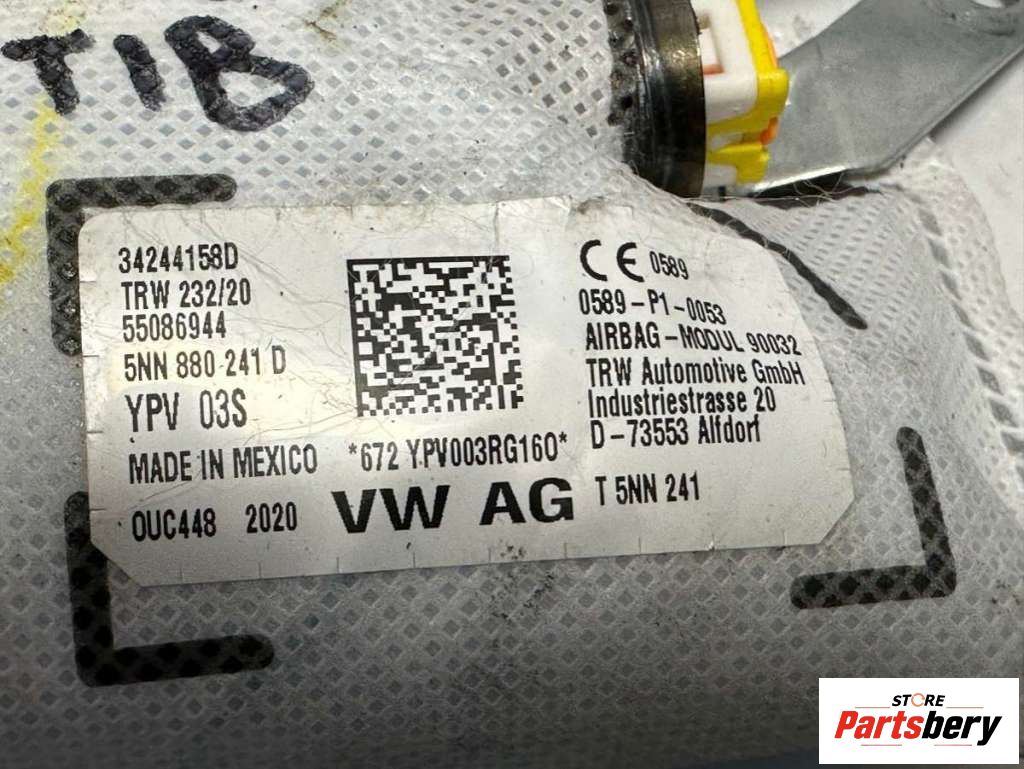 TIB
34244158D
TRW 232/20
55086944
5NN 880 241 D
YPV 03S
MADE IN MEXICO
*672 YPV003RG160*
0UC448 2020
VW AG
CE 0589
0589-P1-0053
AIRBAG-MODUL 90032
TRW Automotive GmbH
Industriestrasse 20
D-73553 Alfdorf
T 5NN 241
STORE
Partsbery